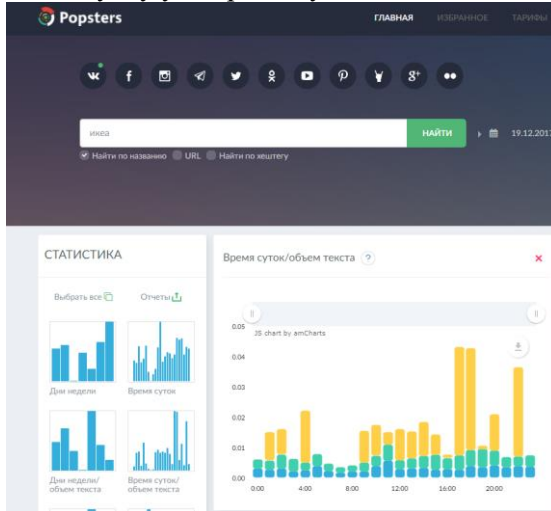 Popsters
ГЛАВНАЯ ИЗБРАННОЕ ТАРИФЫ
икеа НАЙТИ 19.12.201
Найти по названию URL Найти по хештегу
СТАТИСТИКА
Выбрать все Отчеты
Дни недели Время суток
Дни недели/ Время суток/
объем текста объем текста
Время суток/объем текста ?
JS chart by amCharts
0.05
0.04
0.03
0.02
0.01
0.00
0:00 4:00 8:00 12:00 16:00 20:00